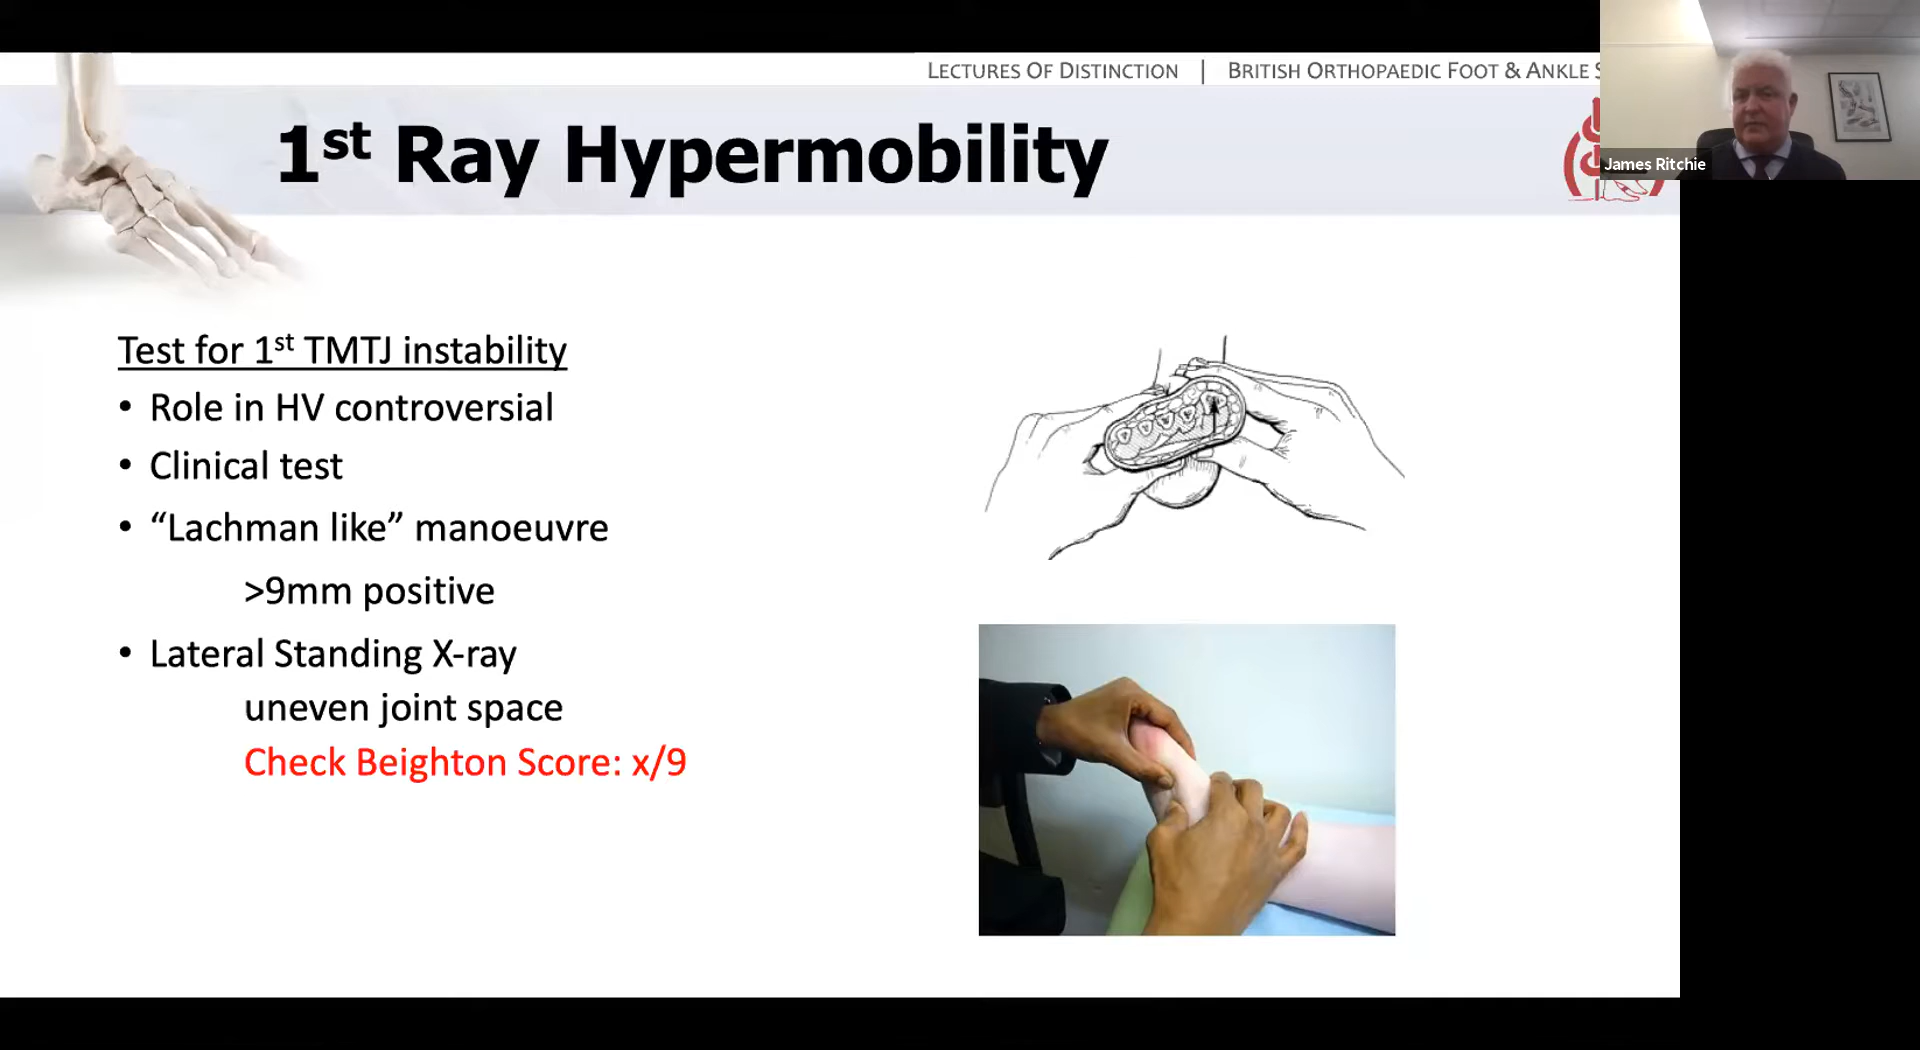 LECTURES OF DISTINCTION | BRITISH ORTHOPAEDIC FOOT & ANKLE
James Ritchie
1st Ray Hypermobility
Test for 1st TMTJ instability
• Role in HV controversial
• Clinical test
• “Lachman like” manoeuvre
>9mm positive
• Lateral Standing X-ray
uneven joint space
Check Beighton Score: x/9